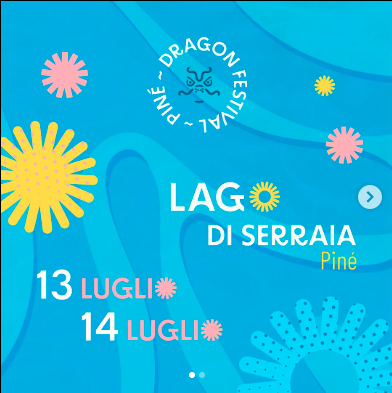 PINÉ ~ DRAGON FESTIVAL ~
LAGO
DI SERRAIA
Piné
13 LUGLIO
14 LUGLIO